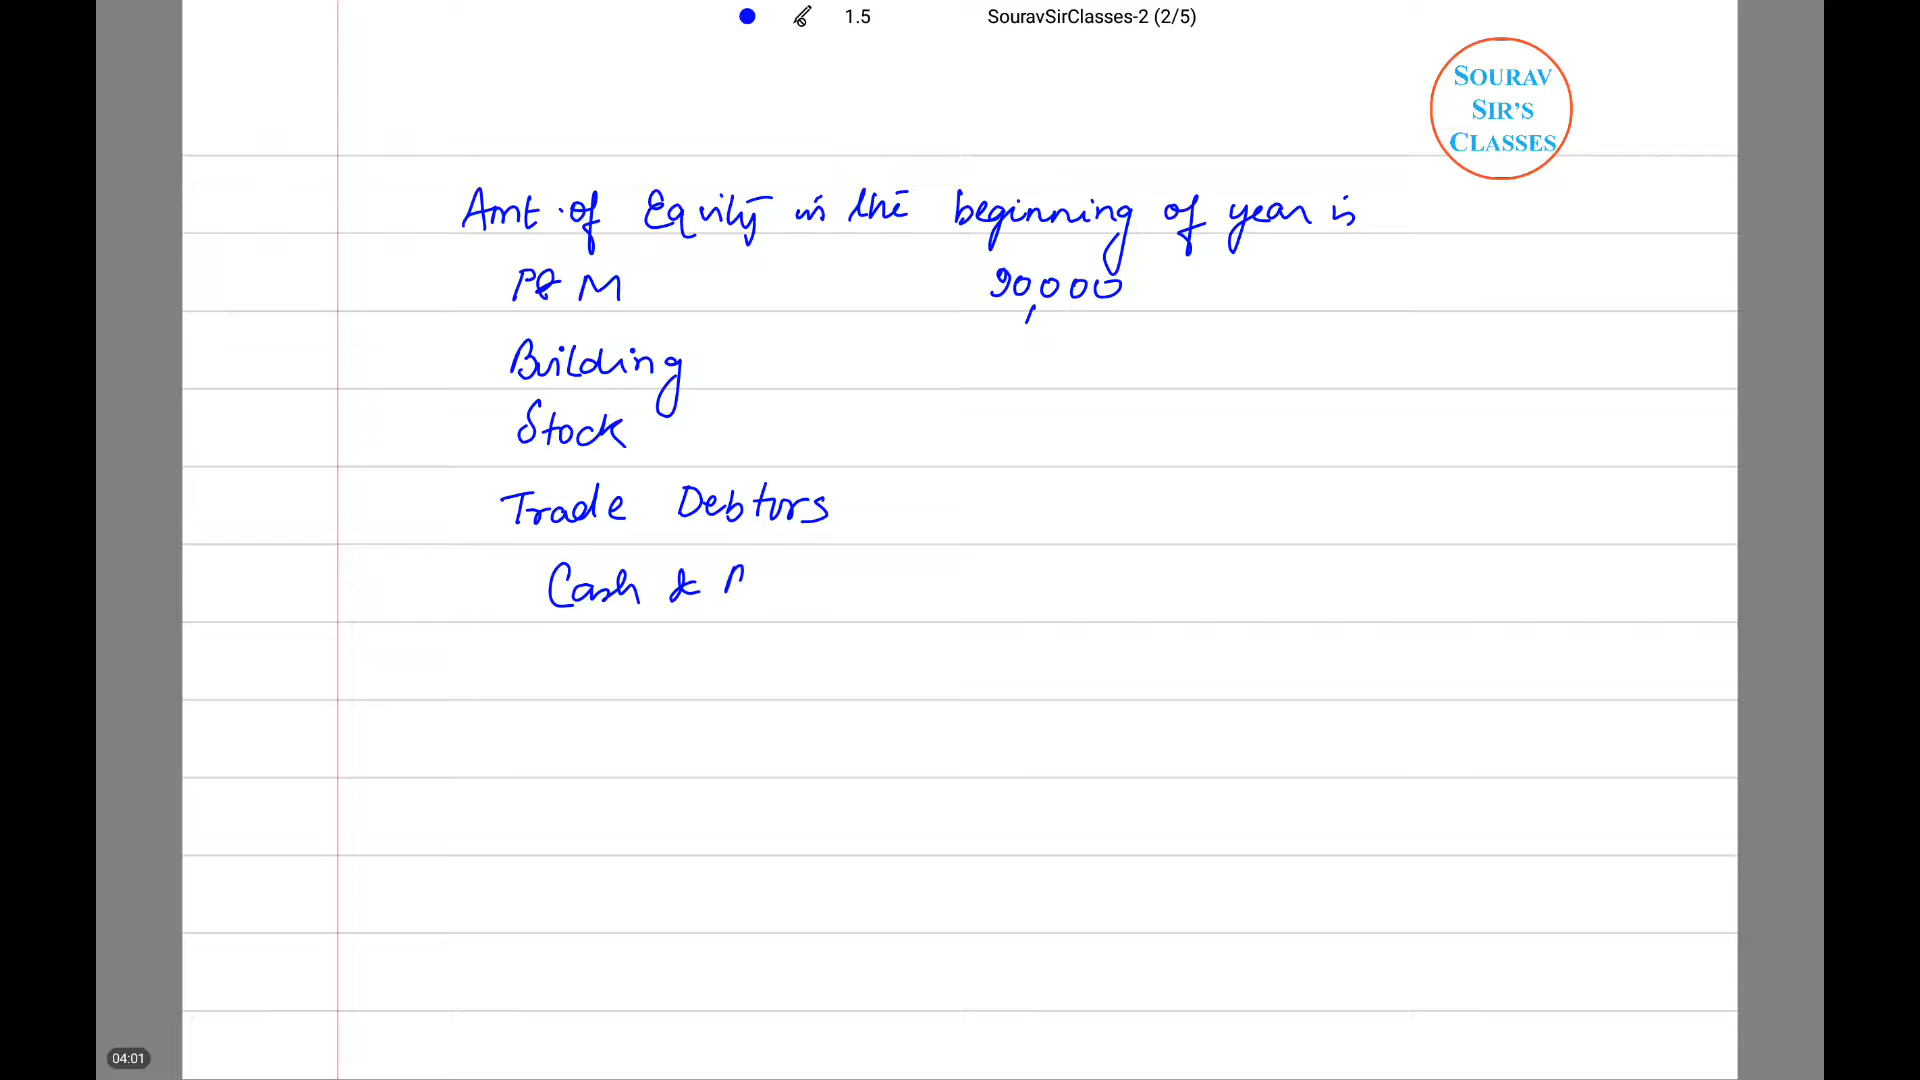 1.5 SouravSirClasses-2 (2/5)
SOURAV
SIR'S
CLASSES
Amt. of Equity in the beginning of year is
P& M 90,000
Building
Stock
Trade Debtors
Cash &
04:01